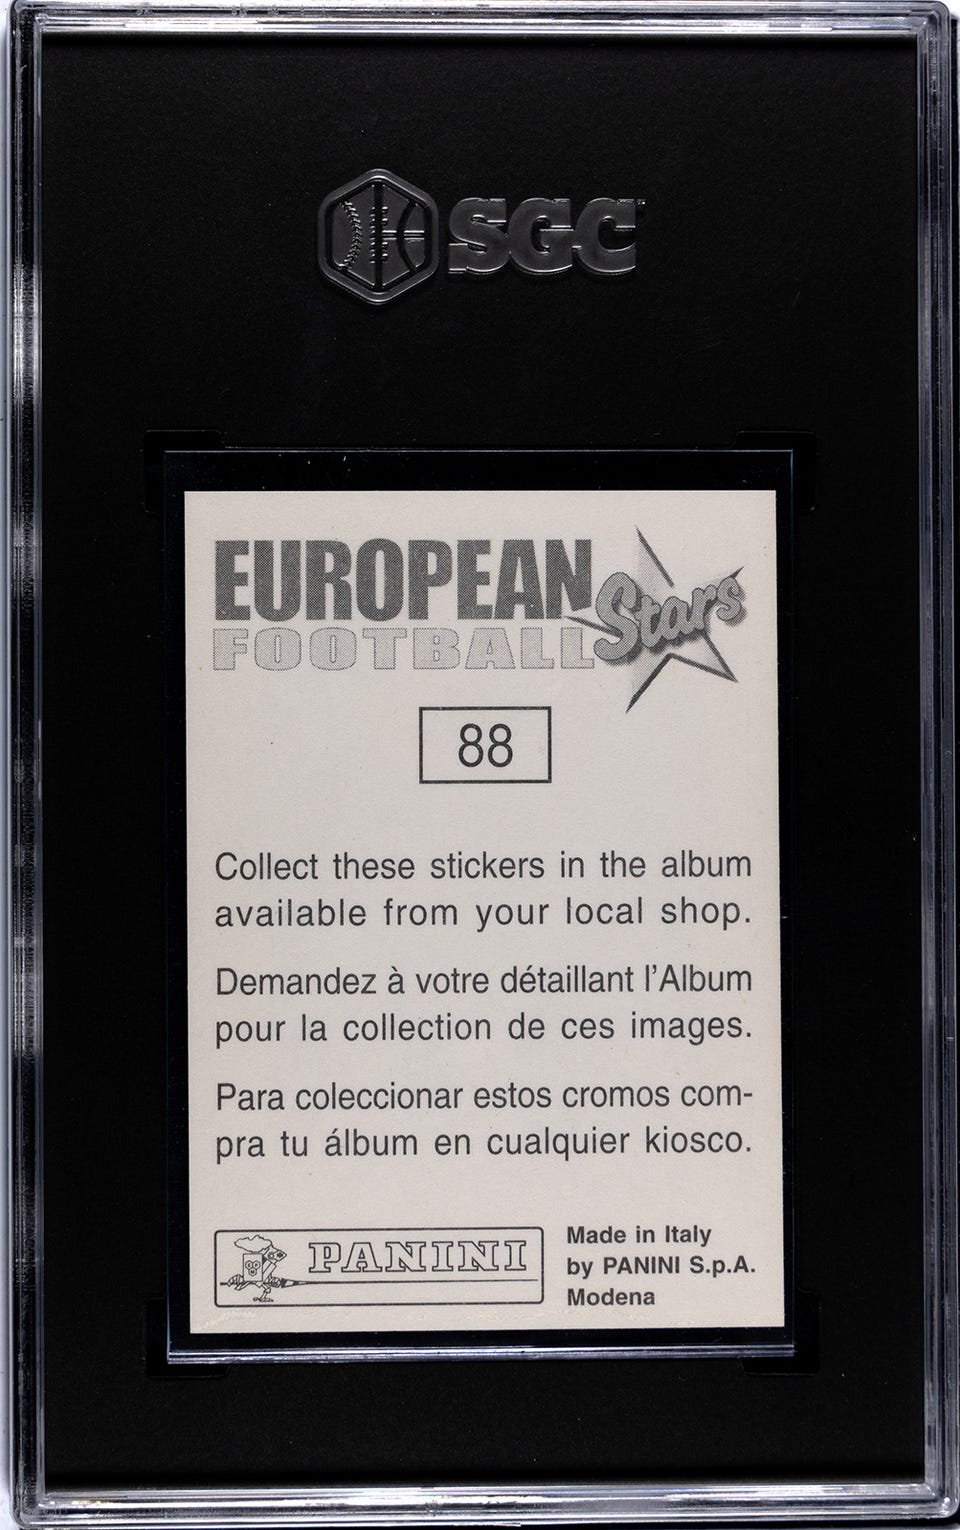 SGC
EUROPEAN
FOOTBALL Stars
88
Collect these stickers in the album
available from your local shop.
Demandez à votre détaillant l'Album
pour la collection de ces images.
Para coleccionar estos cromos com-
pra tu álbum en cualquier kiosco.
PANINI
Made in Italy
by PANINI S.p.A.
Modena